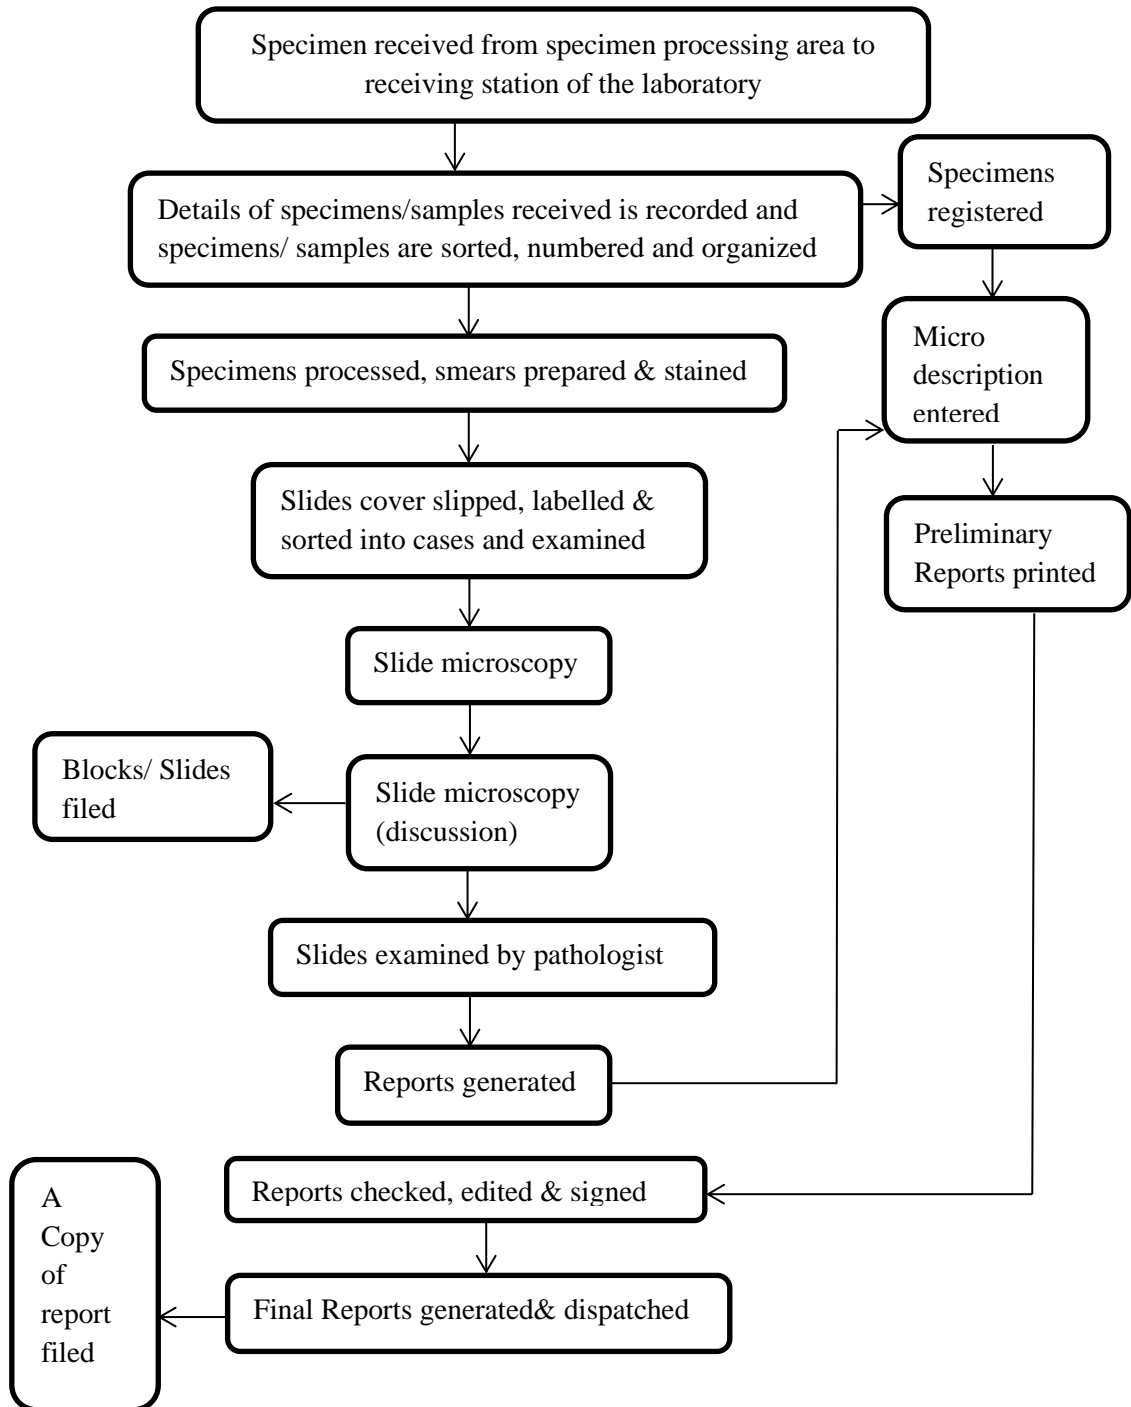 Specimen received from specimen processing area to
receiving station of the laboratory
Details of specimens/samples received is recorded and
specimens/ samples are sorted, numbered and organized
Specimens
registered
Specimens processed, smears prepared & stained
Micro
description
entered
Slides cover slipped, labelled &
sorted into cases and examined
Preliminary
Reports printed
Slide microscopy
Blocks/ Slides
filed
Slide microscopy
(discussion)
Slides examined by pathologist
Reports generated
Reports checked, edited & signed
A
Copy
of
report
filed
Final Reports generated& dispatched